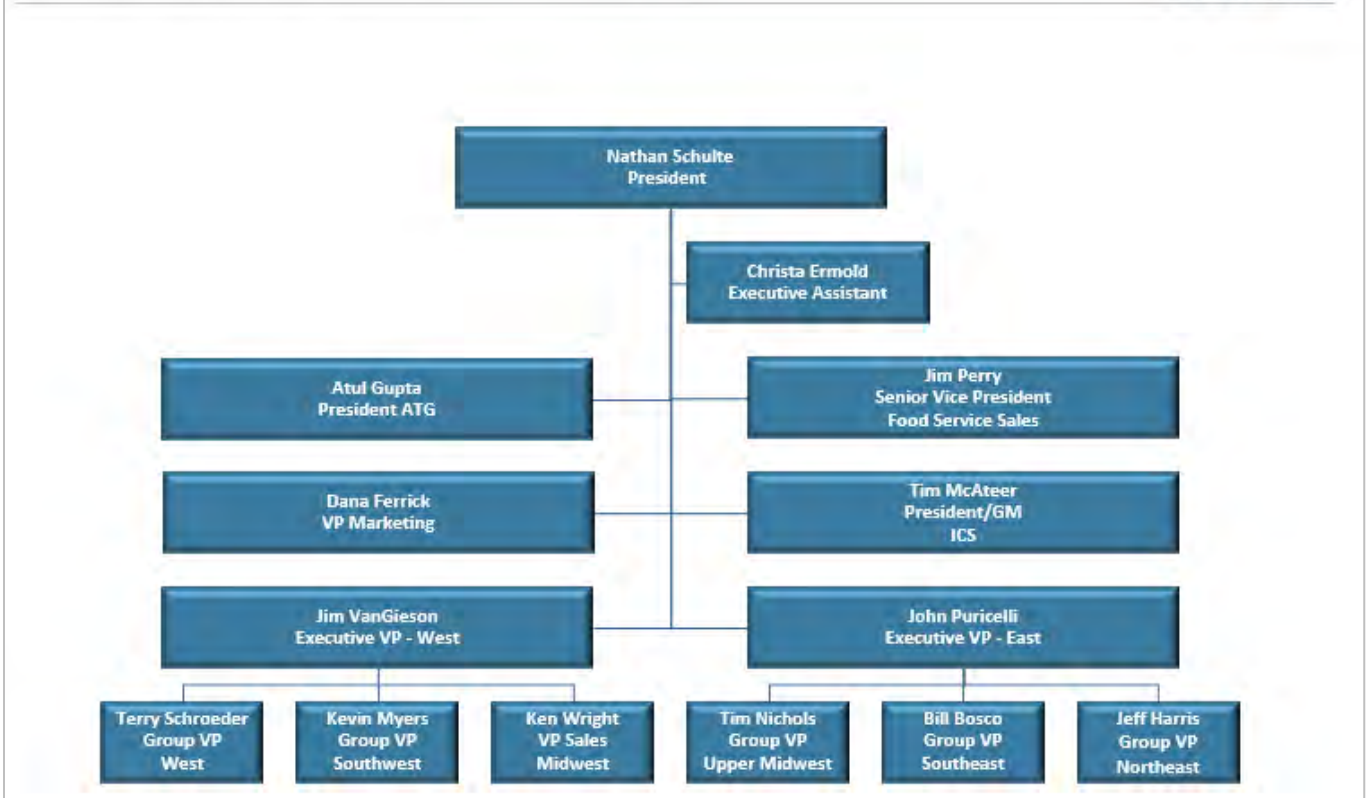 Nathan Schulte
President
Christa Ermold
Executive Assistant
Atul Gupta
President ATG
Jim Perry
Senior Vice President
Food Service Sales
Dana Ferrick
VP Marketing
Tim McAteer
President/GM
JCS
Jim VanGieson
Executive VP - West
John Puricelli
Executive VP - East
Terry Schroeder
Group VP
West
Kevin Myers
Group VP
Southwest
Ken Wright
VP Sales
Midwest
Tim Nichols
Group VP
Upper Midwest
Bill Bosco
Group VP
Southeast
Jeff Harris
Group VP
Northeast